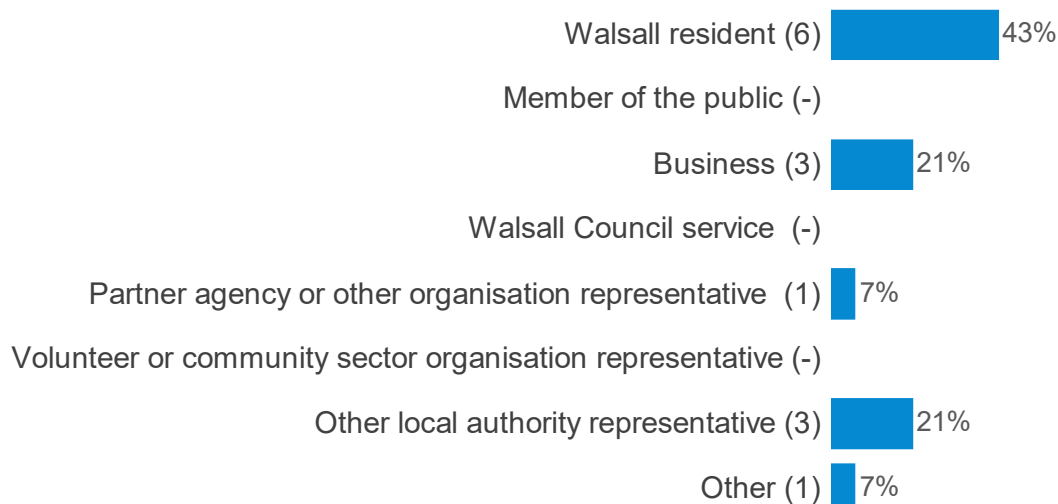 Walsall resident (6) 43%
Member of the public (-)
Business (3) 21%
Walsall Council service (-)
Partner agency or other organisation representative (1) 7%
Volunteer or community sector organisation representative (-)
Other local authority representative (3) 21%
Other (1) 7%